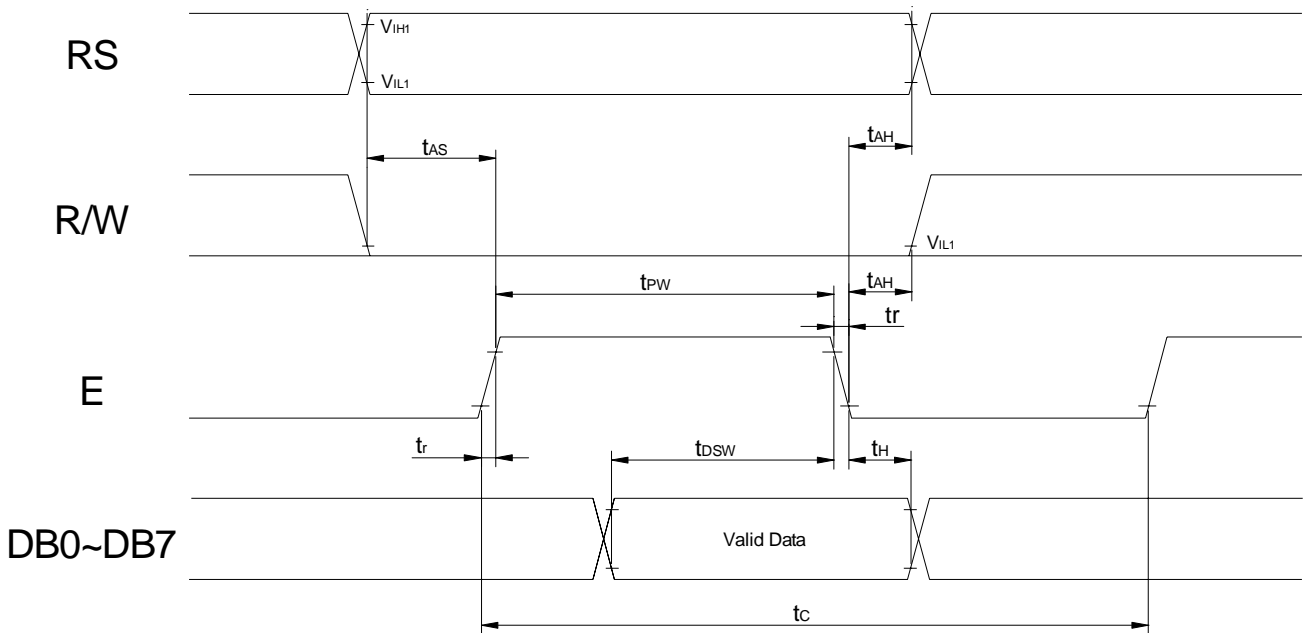 RS
VIH1
VIL1
tAS
tAH
R/W
VIL1
tPW
tAH
tr
E
tr
tDSW
tH
DB0~DB7
Valid Data
tC